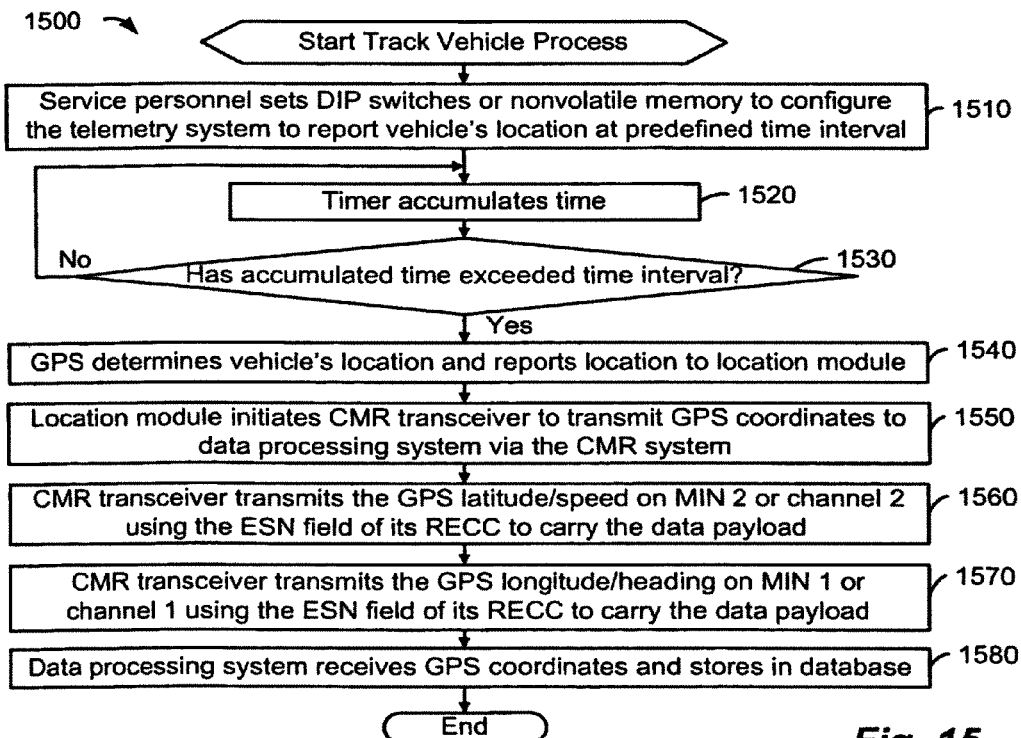 1500
Start Track Vehicle Process
Service personnel sets DIP switches or nonvolatile memory to configure
the telemetry system to report vehicle's location at predefined time interval
1510
Timer accumulates time
1520
No
Has accumulated time exceeded time interval?
1530
Yes
GPS determines vehicle's location and reports location to location module
1540
Location module initiates CMR transceiver to transmit GPS coordinates to
data processing system via the CMR system
1550
CMR transceiver transmits the GPS latitude/speed on MIN 2 or channel 2
using the ESN field of its RECC to carry the data payload
1560
CMR transceiver transmits the GPS longitude/heading on MIN 1 or
channel 1 using the ESN field of its RECC to carry the data payload
1570
Data processing system receives GPS coordinates and stores in database
1580
End
Fig. 15